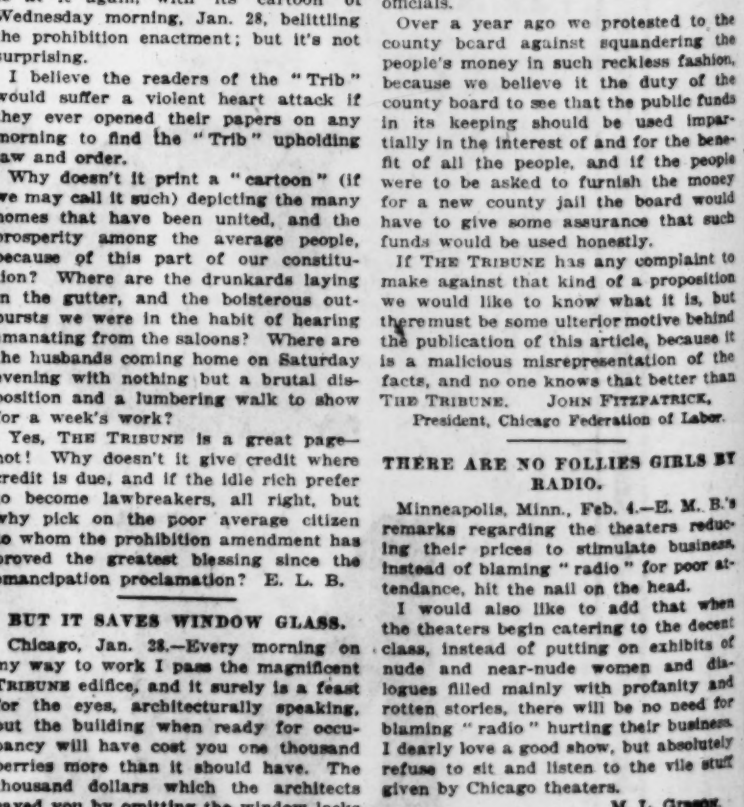 Wednesday morning, Jan. 28, belittling
the prohibition enactment; but it's not
surprising.
I believe the readers of the "Trib"
would suffer a violent heart attack if
they ever opened their papers on any
morning to find the "Trib" upholding
law and order.
Why doesn't it print a "cartoon" (if
we may call it such) depicting the many
homes that have been united, and the
prosperity among the average people,
because of this part of our constitu-
tion? Where are the drunkards laying
in the gutter, and the boisterous out-
bursts we were in the habit of hearing
emanating from the saloons? Where are
the husbands coming home on Saturday
evening with nothing but a brutal dis-
position and a lumbering walk to show
for a week's work?
Yes, THE TRIBUNE is a great page—
not! Why doesn't it give credit where
credit is due, and if the idle rich prefer
to become lawbreakers, all right, but
why pick on the poor average citizen
to whom the prohibition amendment has
proved the greatest blessing since the
emancipation proclamation? E. L. B.
BUT IT SAVES WINDOW GLASS.
Chicago, Jan. 28.—Every morning on
my way to work I pass the magnificent
TRIBUNE edifice, and it surely is a feast
for the eyes, architecturally speaking,
but the building when ready for occu-
pancy will have cost you one thousand
berries more than it should have. The
thousand dollars which the architects
saved you by omitting the window locks
officials.
Over a year ago we protested to the
county board against squandering the
people's money in such reckless fashion,
because we believe it the duty of the
county board to see that the public funds
in its keeping should be used impar-
tially in the interest of and for the bene-
fit of all the people, and if the people
were to be asked to furnish the money
for a new county jail the board would
have to give some assurance that such
funds would be used honestly.
If THE TRIBUNE has any complaint to
make against that kind of a proposition
we would like to know what it is, but
there must be some ulterior motive behind
the publication of this article, because it
is a malicious misrepresentation of the
facts, and no one knows that better than
THE TRIBUNE. JOHN FITZPATRICK,
President, Chicago Federation of Labor.
THERE ARE NO FOLLIES GIRLS BY
RADIO.
Minneapolis, Minn., Feb. 4.—E. M. B.'s
remarks regarding the theaters reduc-
ing their prices to stimulate business,
instead of blaming "radio" for poor at-
tendance, hit the nail on the head.
I would also like to add that when
the theaters begin catering to the decent
class, instead of putting on exhibits of
nude and near-nude women and dia-
logues filled mainly with profanity and
rotten stories, there will be no need for
blaming "radio" hurting their business.
I dearly love a good show, but absolutely
refuse to sit and listen to the vile stuff
given by Chicago theaters.
M. L.